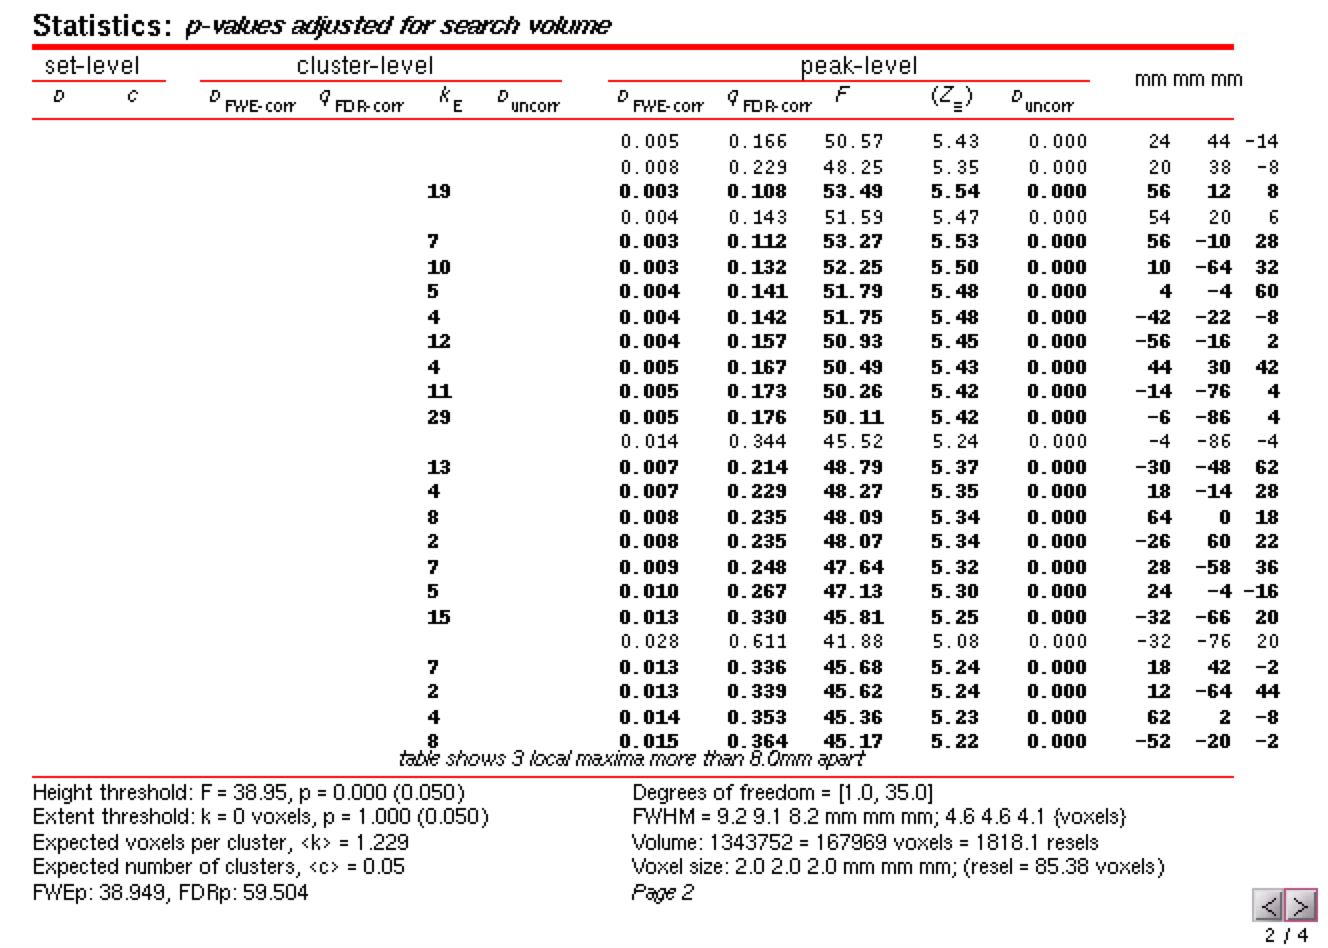 Statistics: p-values adjusted for search volume
set-level cluster-level peak-level mm mm mm
p c p FWE-corr q FDR-corr k E p uncorr p FWE-corr q FDR-corr F (Z≡) p uncorr
0.005 0.166 50.57 5.43 0.000 24 44 -14
0.008 0.229 48.25 5.35 0.000 20 38 -8
19 0.003 0.108 53.49 5.54 0.000 56 12 8
0.004 0.143 51.59 5.47 0.000 54 20 6
7 0.003 0.112 53.27 5.53 0.000 56 -10 28
10 0.003 0.132 52.25 5.50 0.000 10 -64 32
5 0.004 0.141 51.79 5.48 0.000 4 -4 60
4 0.004 0.142 51.75 5.48 0.000 -42 -22 -8
12 0.004 0.157 50.93 5.45 0.000 -56 -16 2
4 0.005 0.167 50.49 5.43 0.000 44 30 42
11 0.005 0.173 50.26 5.42 0.000 -14 -76 4
29 0.005 0.176 50.11 5.42 0.000 -6 -86 4
0.014 0.344 45.52 5.24 0.000 -4 -86 -4
13 0.007 0.214 48.79 5.37 0.000 -30 -48 62
4 0.007 0.229 48.27 5.35 0.000 18 -14 28
8 0.008 0.235 48.09 5.34 0.000 64 0 18
2 0.008 0.235 48.07 5.34 0.000 -26 60 22
7 0.009 0.248 47.64 5.32 0.000 28 -58 36
5 0.010 0.267 47.13 5.30 0.000 24 -4 -16
15 0.013 0.330 45.81 5.25 0.000 -32 -66 20
0.028 0.611 41.88 5.08 0.000 -32 -76 20
7 0.013 0.336 45.68 5.24 0.000 18 42 -2
2 0.013 0.339 45.62 5.24 0.000 12 -64 44
4 0.014 0.353 45.36 5.23 0.000 62 2 -8
8 0.015 0.364 45.17 5.22 0.000 -52 -20 -2
table shows 3 local maxima more than 8.0mm apart
Height threshold: F = 38.95, p = 0.000 (0.050)
Extent threshold: k = 0 voxels, p = 1.000 (0.050)
Expected voxels per cluster, <k> = 1.229
Expected number of clusters, <c> = 0.05
FWEp: 38.949, FDRp: 59.504
Degrees of freedom = [1.0, 35.0]
FWHM = 9.2 9.1 8.2 mm mm mm; 4.6 4.6 4.1 {voxels}
Volume: 1343752 = 167969 voxels = 1818.1 resels
Voxel size: 2.0 2.0 2.0 mm mm mm; (resel = 85.38 voxels)
Page 2
< >
2 / 4